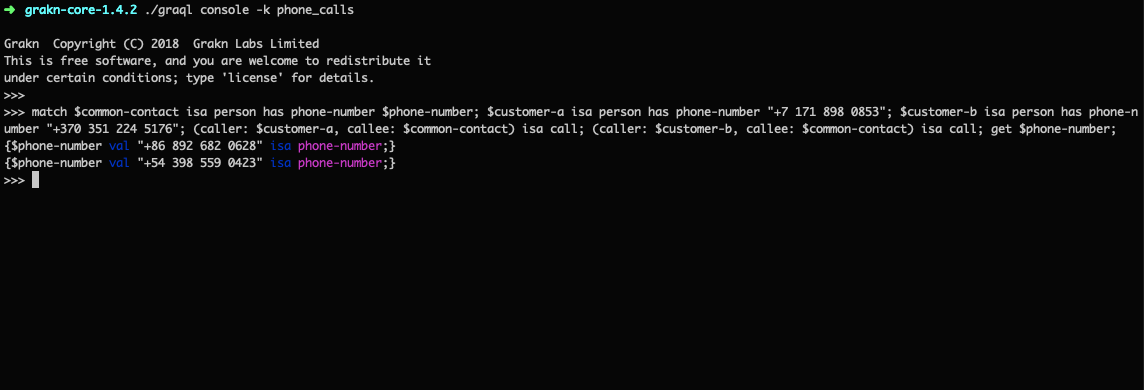 ➜ grakn-core-1.4.2 ./graql console -k phone_calls
Grakn Copyright (C) 2018 Grakn Labs Limited
This is free software, and you are welcome to redistribute it
under certain conditions; type 'license' for details.
>>>
>>> match $common-contact isa person has phone-number $phone-number; $customer-a isa person has phone-number "+7 171 898 0853"; $customer-b isa person has phone-n
umber "+370 351 224 5176"; (caller: $customer-a, callee: $common-contact) isa call; (caller: $customer-b, callee: $common-contact) isa call; get $phone-number;
{$phone-number val "+86 892 682 0628" isa phone-number;}
{$phone-number val "+54 398 559 0423" isa phone-number;}
>>>